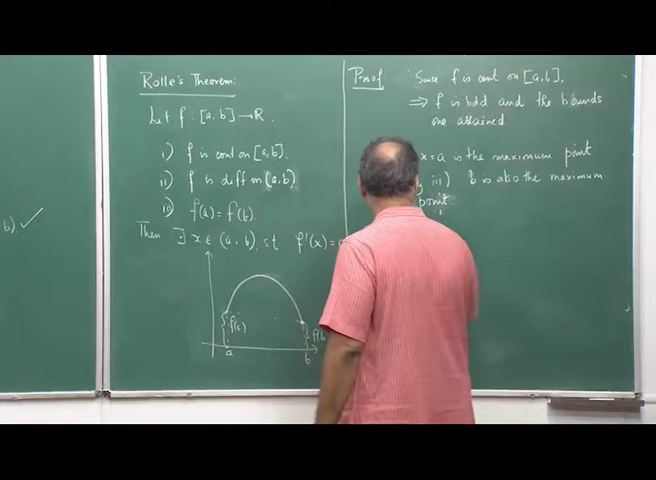 b) ✓
Rolle's Theorem.
Let f : [a, b] → R.
i) f is cont on [a, b].
ii) f is diff on (a, b)
f(a) = f(b).
Then ∃ x ∈ (a, b), s.t f'(x) =
f(a)
f(b
a
b
Proof
Since f is cont on [a, b].
⇒ f is bdd and the bounds
are attained.
x = a is the maximum point
iii) b is also the maximum
point.